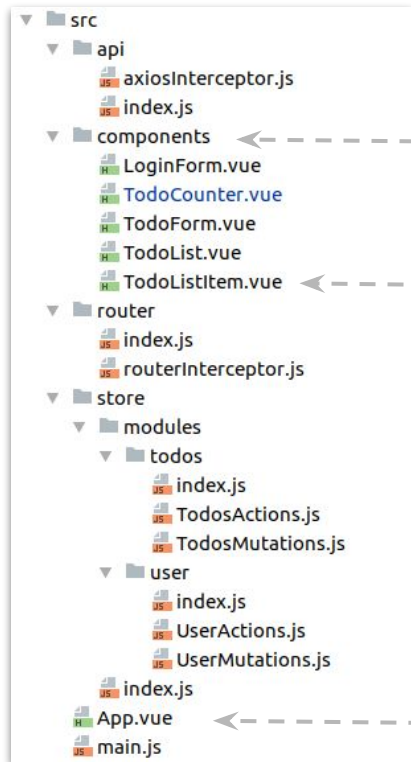 src
api
axiosInterceptor.js
index.js
components
LoginForm.vue
TodoCounter.vue
TodoForm.vue
TodoList.vue
TodoListItem.vue
router
index.js
routerInterceptor.js
store
modules
todos
index.js
TodosActions.js
TodosMutations.js
user
index.js
UserActions.js
UserMutations.js
index.js
App.vue
main.js